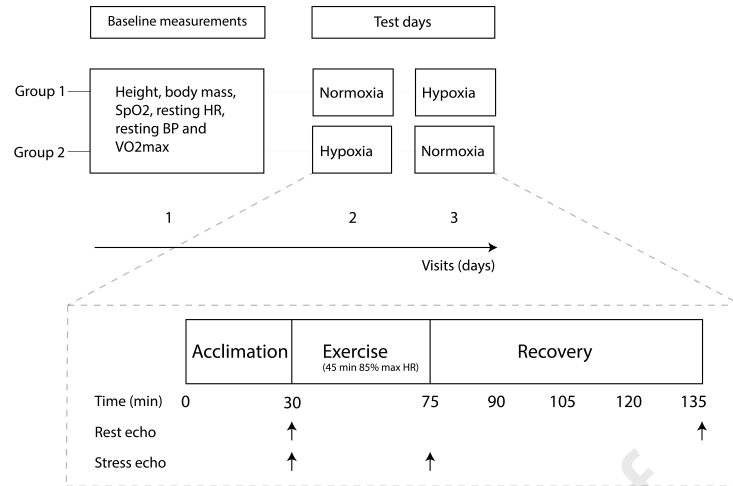 Baseline measurements
Test days
Group 1
Height, body mass,
SpO2, resting HR,
resting BP and
VO2max
Normoxia
Hypoxia
Group 2
Hypoxia
Normoxia
1
2
3
Visits (days)
Acclimation
Exercise
(45 min 85% max HR)
Recovery
Time (min) 0 30 75 90 105 120 135
Rest echo
Stress echo
f